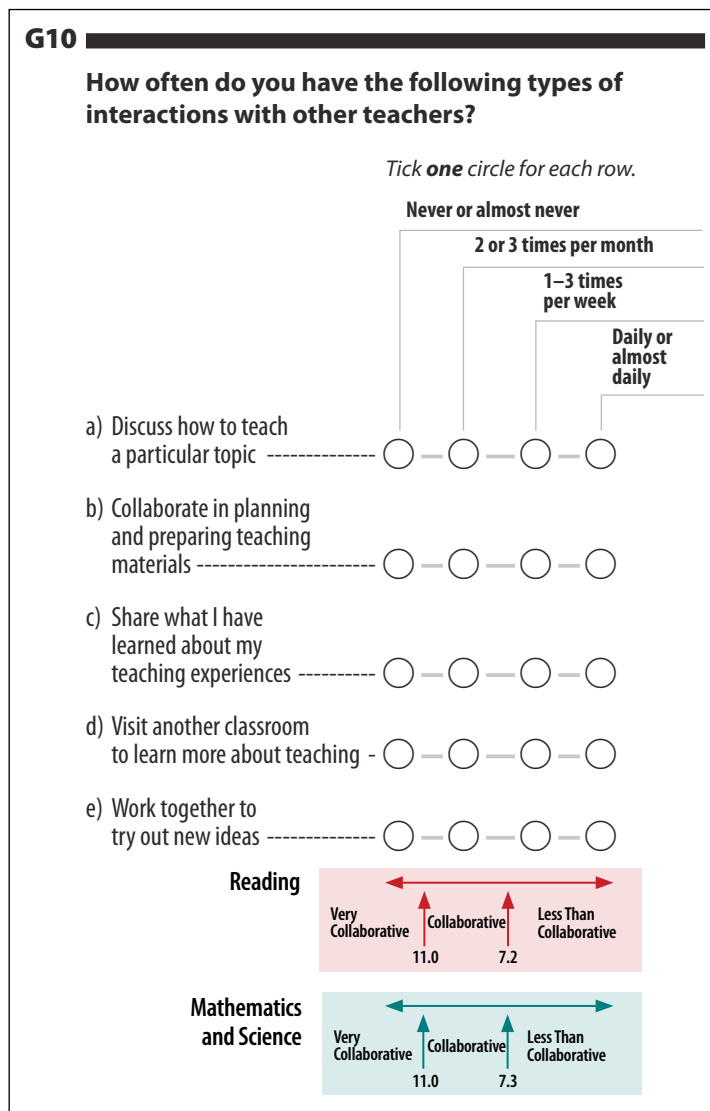 G10
How often do you have the following types of
interactions with other teachers?
Tick one circle for each row.
Never or almost never
2 or 3 times per month
1–3 times
per week
Daily or
almost
daily
a) Discuss how to teach
a particular topic --------------
b) Collaborate in planning
and preparing teaching
materials -----------------------
c) Share what I have
learned about my
teaching experiences ----------
d) Visit another classroom
to learn more about teaching -
e) Work together to
try out new ideas --------------
Reading
Very
Collaborative
Collaborative
Less Than
Collaborative
11.0
7.2
Mathematics
and Science
Very
Collaborative
Collaborative
Less Than
Collaborative
11.0
7.3